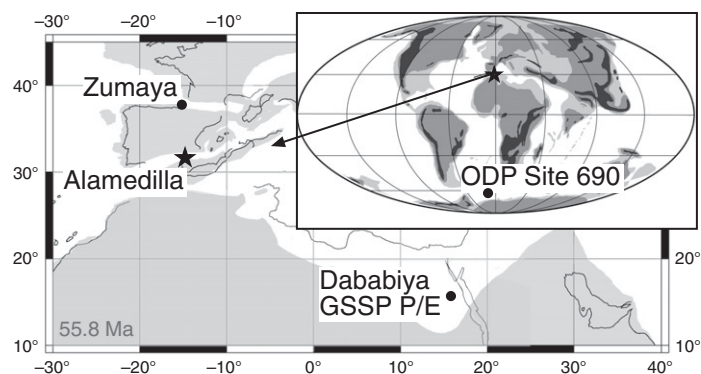 −30° −20° −10°
40°
30°
20°
10°
Zumaya
Alamedilla
ODP Site 690
20°
Dababiya
GSSP P/E
55.8 Ma
10°
−30° −20° −10° 0° 10° 20° 30° 40°